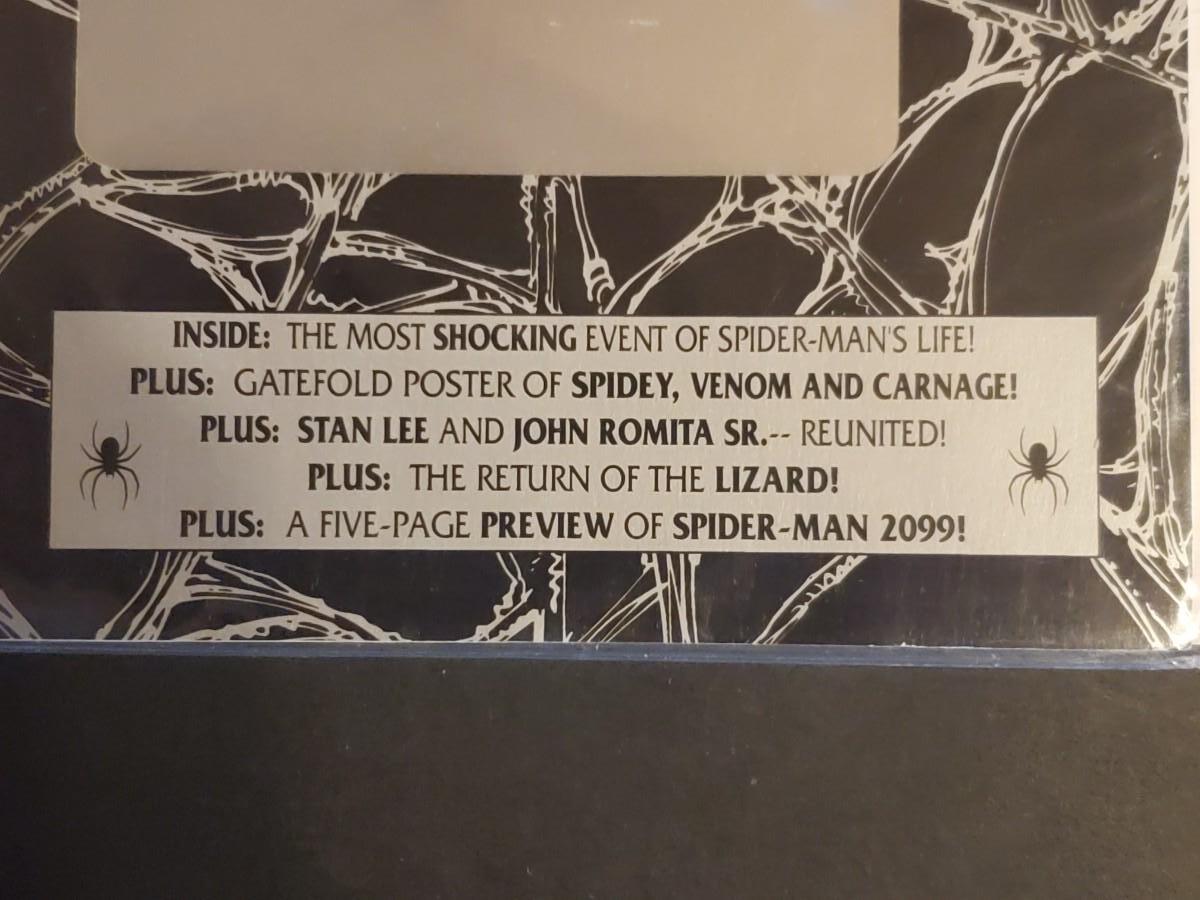 INSIDE: THE MOST SHOCKING EVENT OF SPIDER-MAN'S LIFE!
PLUS: GATEFOLD POSTER OF SPIDEY, VENOM AND CARNAGE!
PLUS: STAN LEE AND JOHN ROMITA SR.-- REUNITED!
PLUS: THE RETURN OF THE LIZARD!
PLUS: A FIVE-PAGE PREVIEW OF SPIDER-MAN 2099!